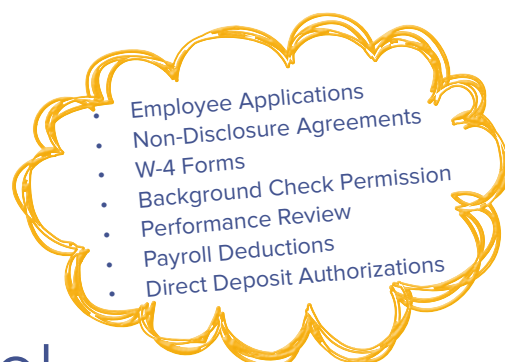 • Employee Applications
• Non-Disclosure Agreements
• W-4 Forms
• Background Check Permission
• Performance Review
• Payroll Deductions
• Direct Deposit Authorizations